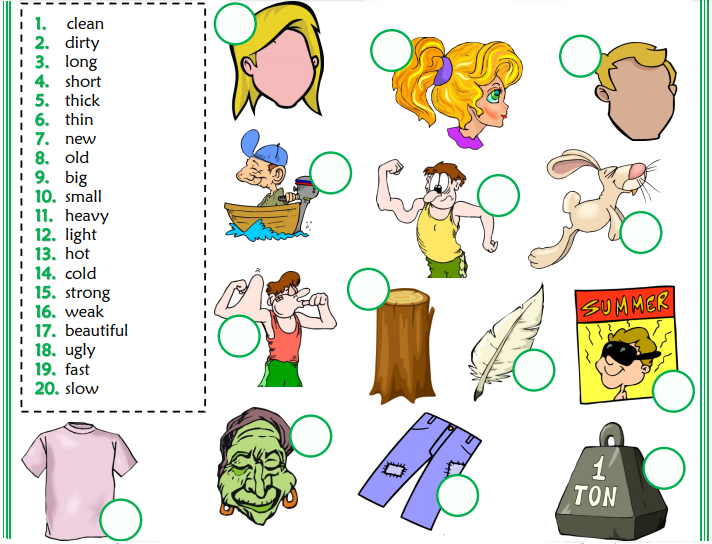 1. clean
2. dirty
3. long
4. short
5. thick
6. thin
7. new
8. old
9. big
10. small
11. heavy
12. light
13. hot
14. cold
15. strong
16. weak
17. beautiful
18. ugly
19. fast
20. slow
SUMMER
1
TON